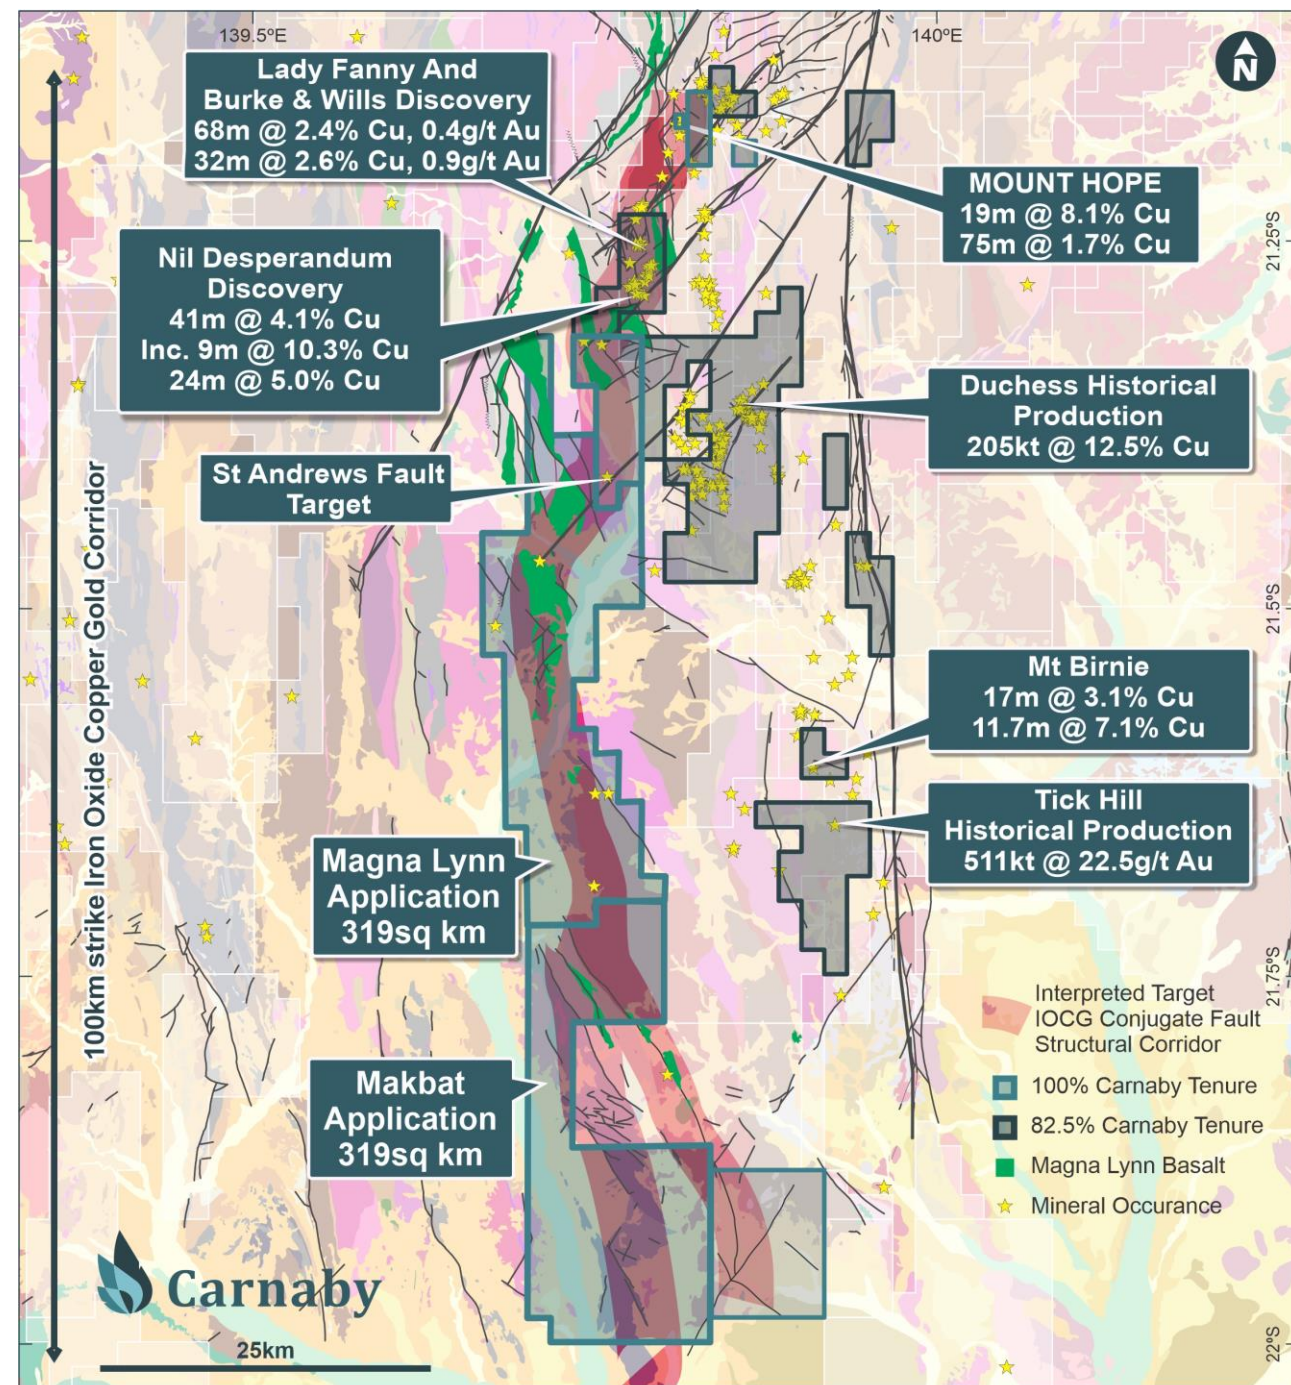 139.5ºE
140ºE
N
Lady Fanny And
Burke & Wills Discovery
68m @ 2.4% Cu, 0.4g/t Au
32m @ 2.6% Cu, 0.9g/t Au
MOUNT HOPE
19m @ 8.1% Cu
75m @ 1.7% Cu
21.25ºS
Nil Desperandum
Discovery
41m @ 4.1% Cu
Inc. 9m @ 10.3% Cu
24m @ 5.0% Cu
Duchess Historical
Production
205kt @ 12.5% Cu
St Andrews Fault
Target
100km strike Iron Oxide Copper Gold Corridor
21.5ºS
Mt Birnie
17m @ 3.1% Cu
11.7m @ 7.1% Cu
Tick Hill
Historical Production
511kt @ 22.5g/t Au
Magna Lynn
Application
319sq km
21.75ºS
Makbat
Application
319sq km
Interpreted Target
IOCG Conjugate Fault
Structural Corridor
100% Carnaby Tenure
82.5% Carnaby Tenure
Magna Lynn Basalt
Mineral Occurance
Carnaby
25km
22ºS